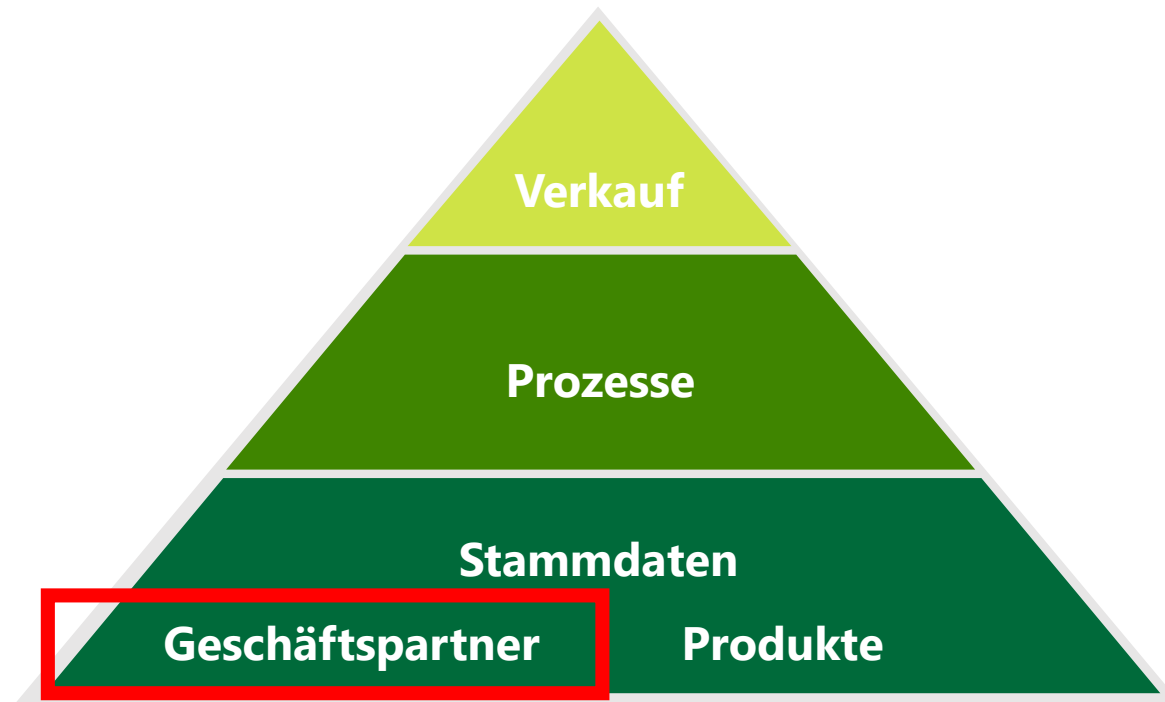 Verkauf
Prozesse
Stammdaten
Geschäftspartner Produkte